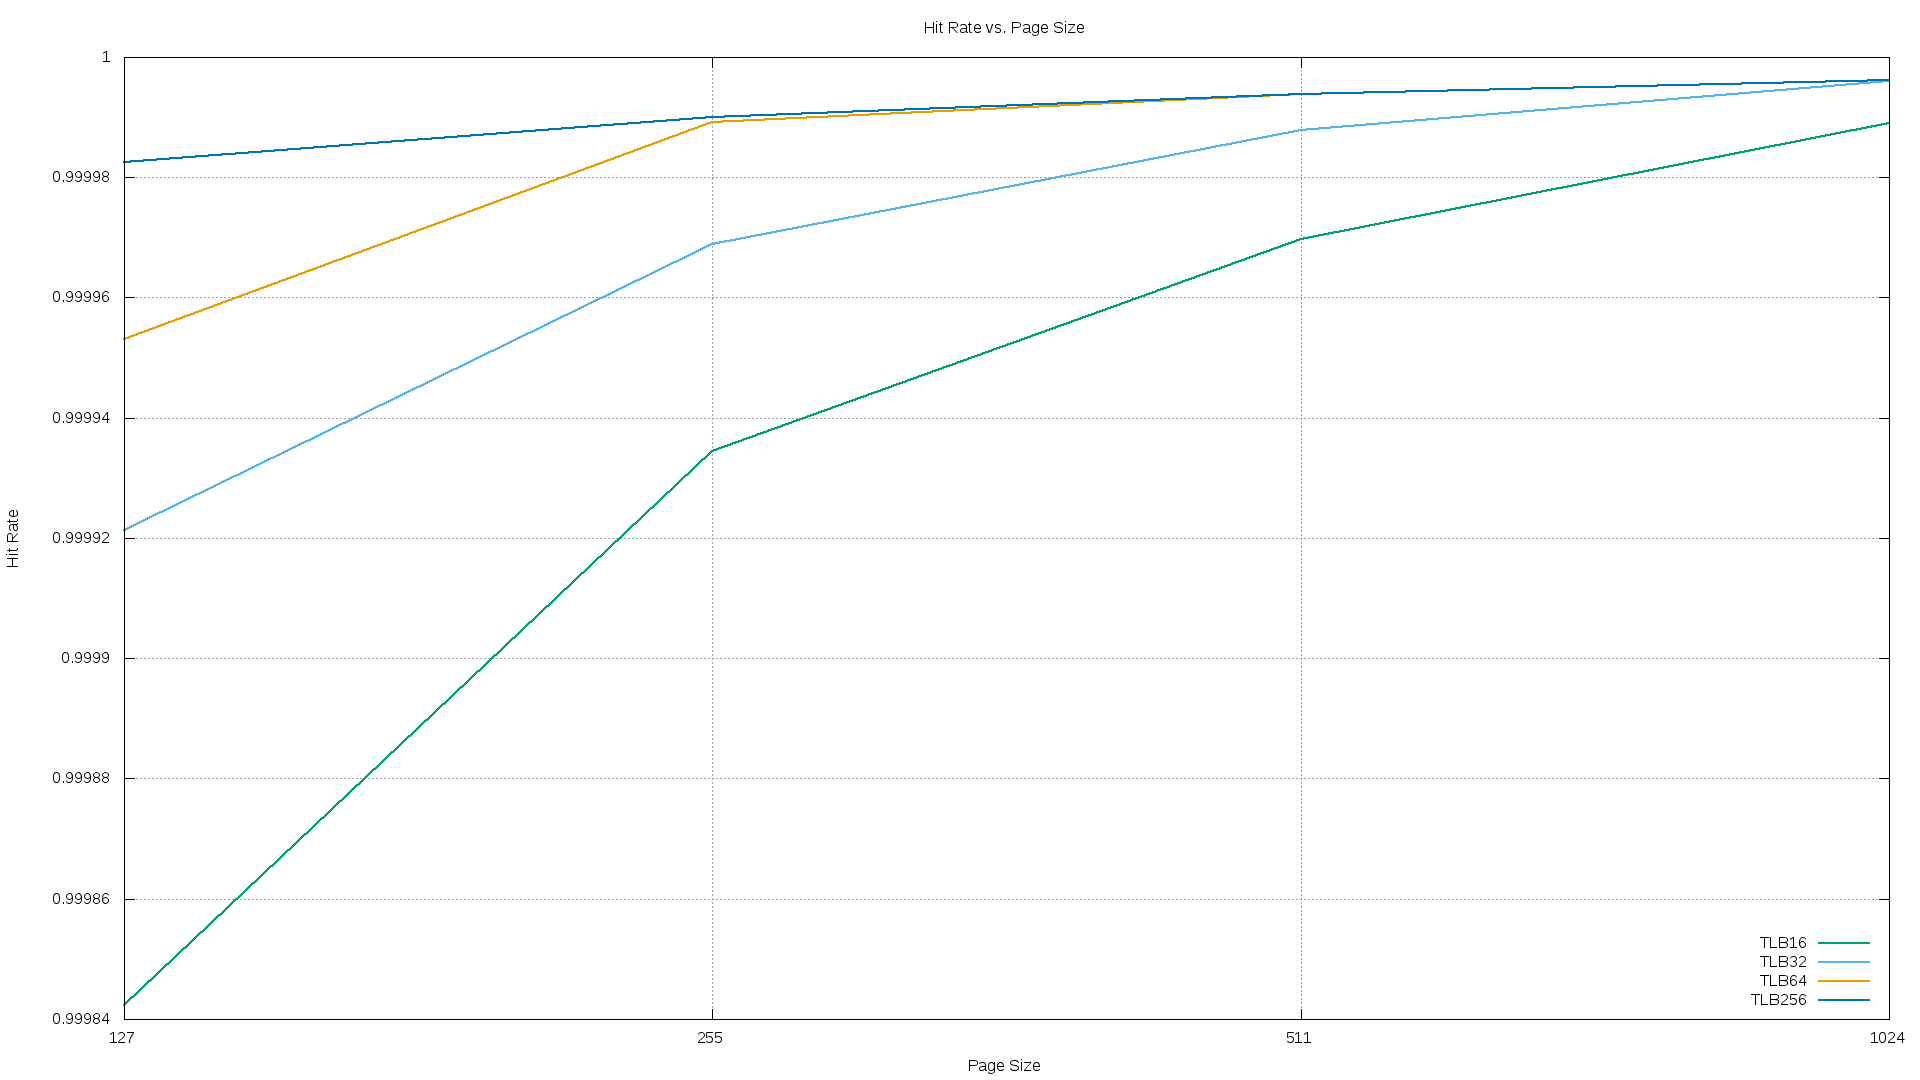 Hit Rate vs. Page Size
1
0.99998
0.99996
0.99994
0.99992
0.9999
0.99988
0.99986
0.99984
Hit Rate
127 255 511 1024
Page Size
TLB16
TLB32
TLB64
TLB256